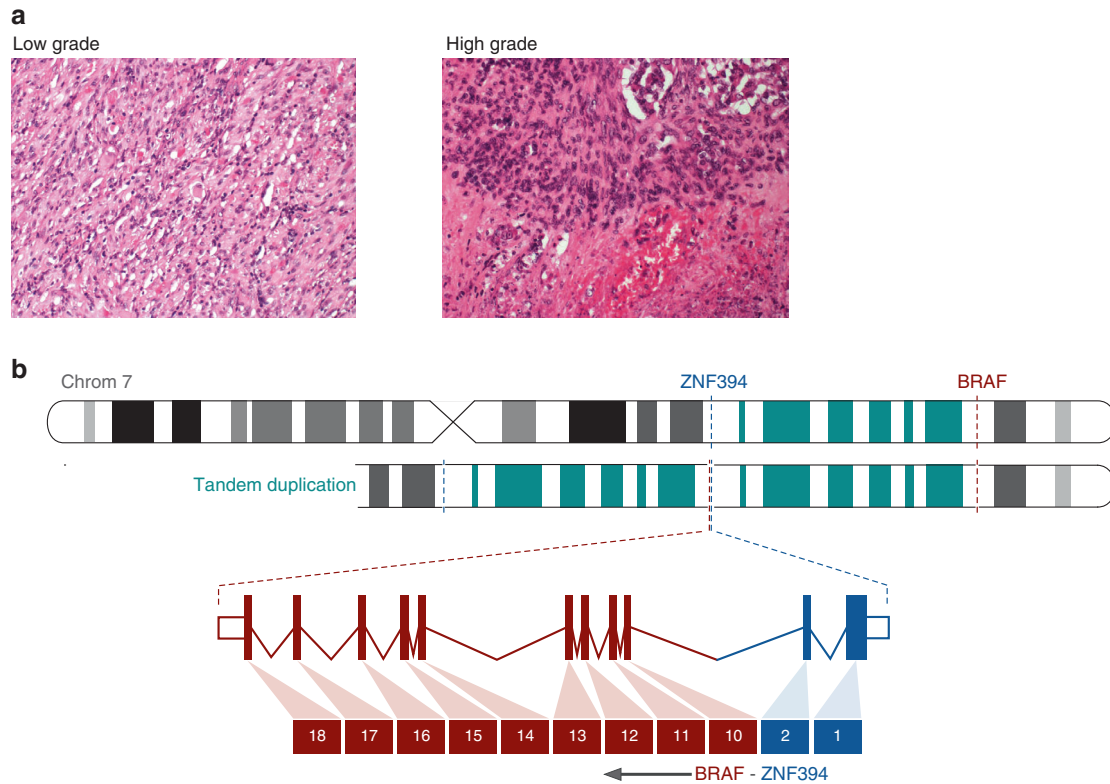 a
Low grade
High grade
b
Chrom 7
ZNF394
BRAF
Tandem duplication
18 17 16 15 14 13 12 11 10 2 1
BRAF - ZNF394